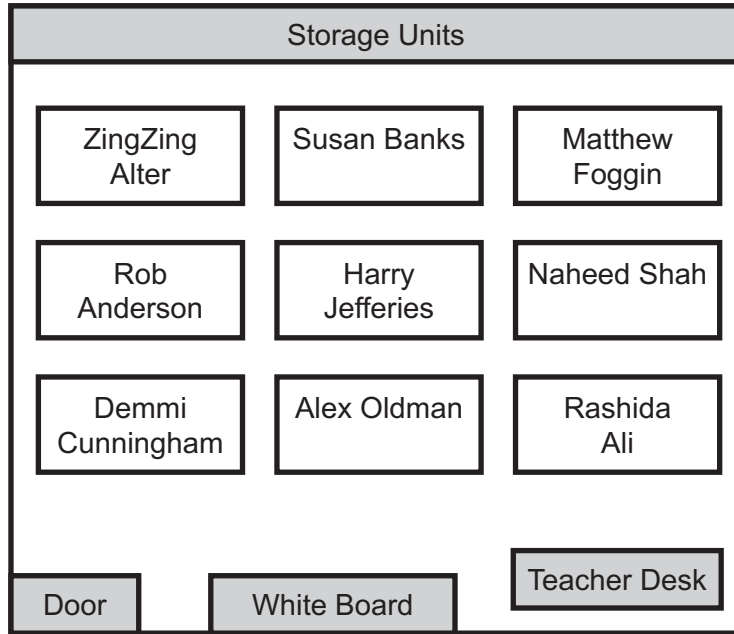 Storage Units
ZingZing
Alter
Susan Banks
Matthew
Foggin
Rob
Anderson
Harry
Jefferies
Naheed Shah
Demmi
Cunningham
Alex Oldman
Rashida
Ali
Door
White Board
Teacher Desk